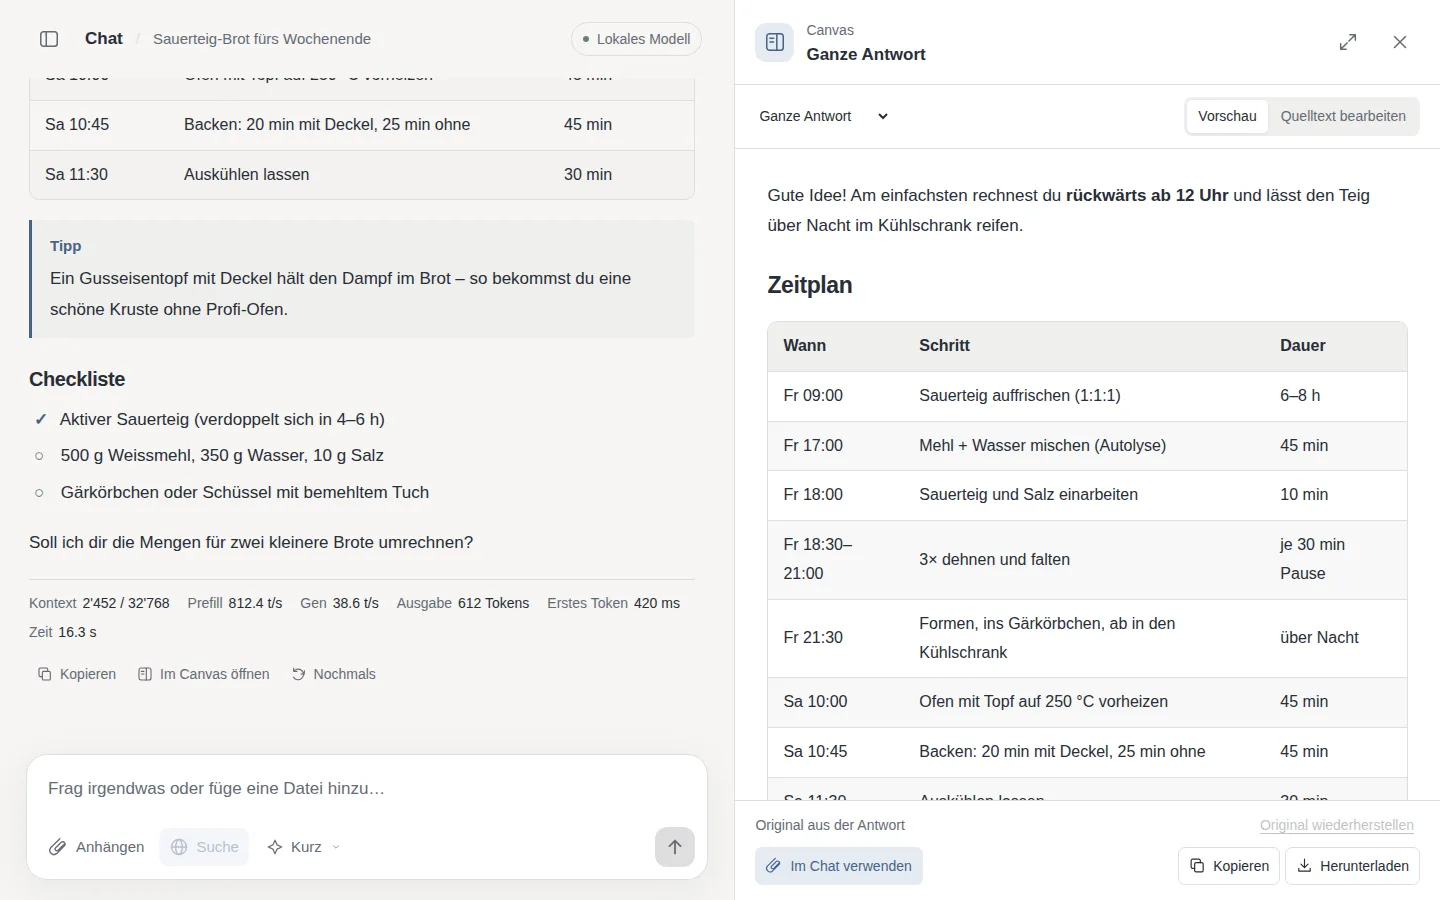 Chat / Sauerteig-Brot fürs Wochenende
Lokales Modell
Sa 10:45 Backen: 20 min mit Deckel, 25 min ohne 45 min
Sa 11:30 Auskühlen lassen 30 min
Tipp
Ein Gusseisentopf mit Deckel hält den Dampf im Brot – so bekommst du eine
schöne Kruste ohne Profi-Ofen.
Checkliste
✓ Aktiver Sauerteig (verdoppelt sich in 4–6 h)
○ 500 g Weissmehl, 350 g Wasser, 10 g Salz
○ Gärkörbchen oder Schüssel mit bemehltem Tuch
Soll ich dir die Mengen für zwei kleinere Brote umrechnen?
Kontext 2'452 / 32'768 Prefill 812.4 t/s Gen 38.6 t/s Ausgabe 612 Tokens Erstes Token 420 ms
Zeit 16.3 s
Kopieren Im Canvas öffnen Nochmals
Frag irgendwas oder füge eine Datei hinzu…
Anhängen Suche Kurz
Canvas
Ganze Antwort
Ganze Antwort
Vorschau Quelltext bearbeiten
Gute Idee! Am einfachsten rechnest du rückwärts ab 12 Uhr und lässt den Teig
über Nacht im Kühlschrank reifen.
Zeitplan
Wann Schritt Dauer
Fr 09:00 Sauerteig auffrischen (1:1:1) 6–8 h
Fr 17:00 Mehl + Wasser mischen (Autolyse) 45 min
Fr 18:00 Sauerteig und Salz einarbeiten 10 min
Fr 18:30–
21:00
3× dehnen und falten
je 30 min
Pause
Fr 21:30
Formen, ins Gärkörbchen, ab in den
Kühlschrank
über Nacht
Sa 10:00 Ofen mit Topf auf 250 °C vorheizen 45 min
Sa 10:45 Backen: 20 min mit Deckel, 25 min ohne 45 min
Sa 11:30 Auskühlen lassen 30 min
Original aus der Antwort
Original wiederherstellen
Im Chat verwenden
Kopieren
Herunterladen